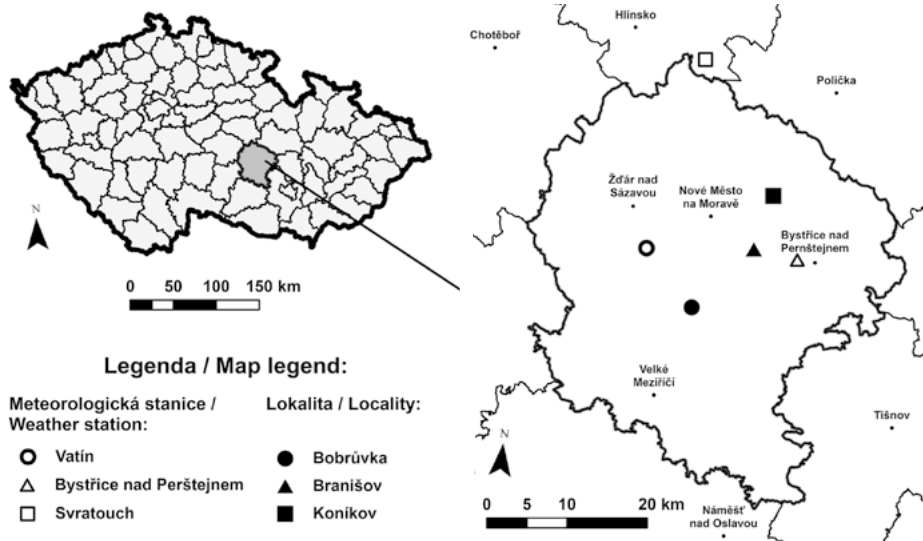 N
0 50 100 150 km
Legenda / Map legend:
Meteorologická stanice /
Weather station:
Vatín
Bystřice nad Perštejnem
Svratouch
Lokalita / Locality:
Bobrůvka
Branišov
Koníkov
Hlinsko
Chotěboř
Polička
Žďár nad
Sázavou
Nové Město
na Moravě
Bystřice nad
Pernštejnem
Velké
Meziříčí
Tišnov
N
0 5 10 20 km
Náměšť
nad Oslavou